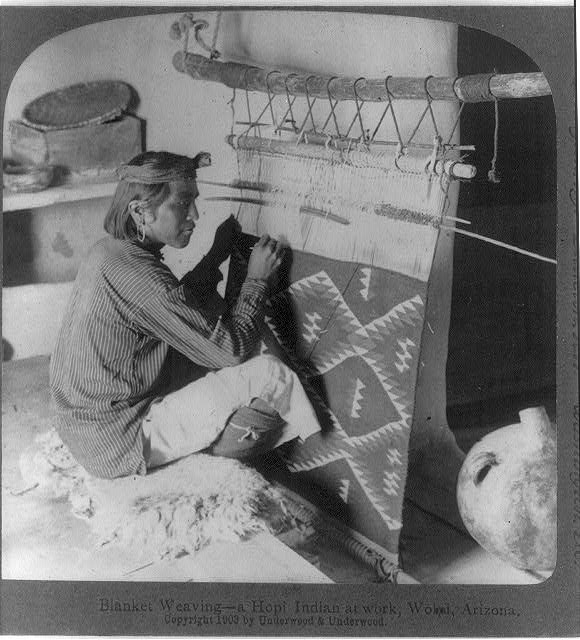 Blanket Weaving—a Hopi Indian at work, Wolpi, Arizona.
Copyright 1903 by Underwood & Underwood.